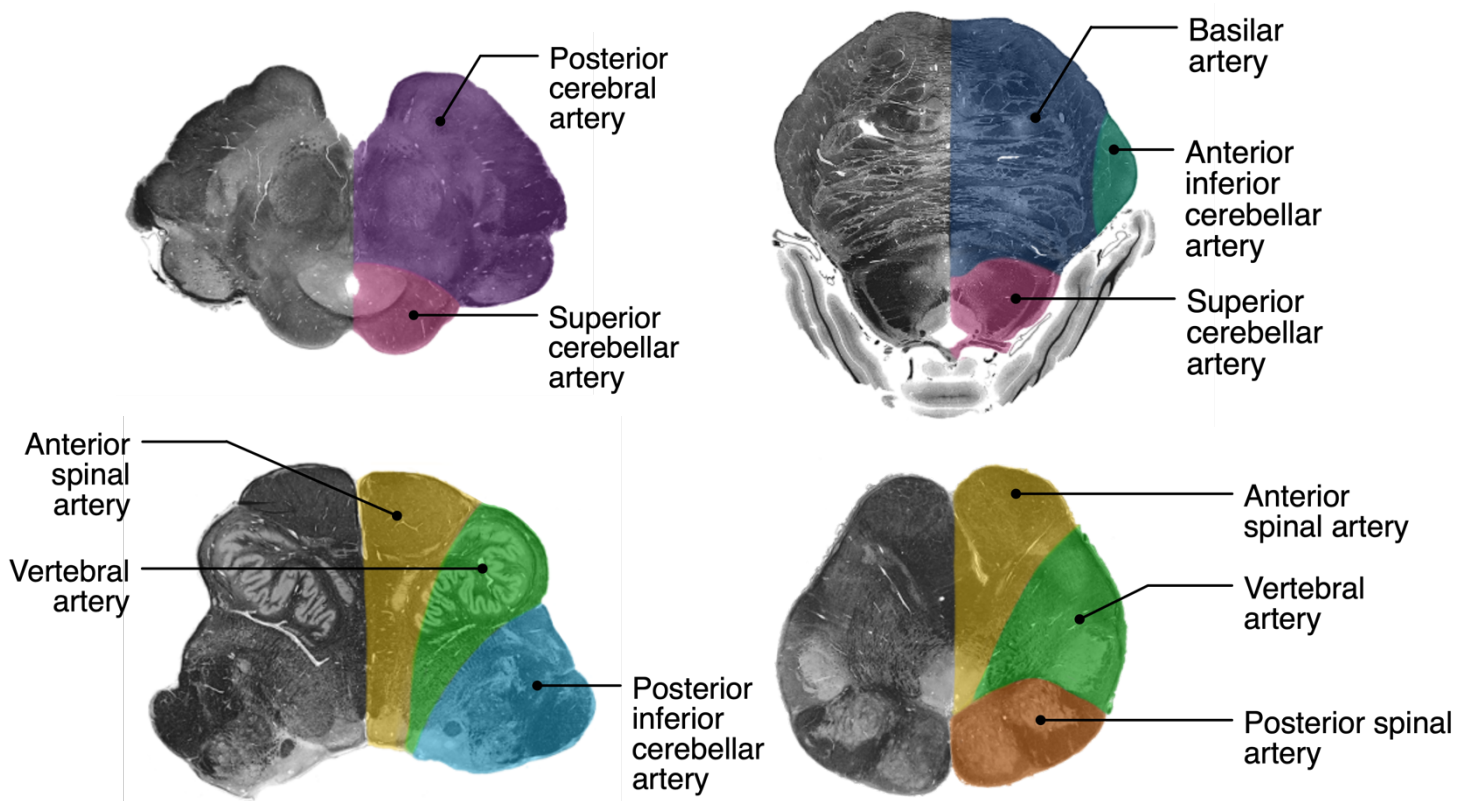 Posterior
cerebral
artery
Superior
cerebellar
artery
Basilar
artery
Anterior
inferior
cerebellar
artery
Superior
cerebellar
artery
Anterior
spinal
artery
Vertebral
artery
Posterior
inferior
cerebellar
artery
Anterior
spinal artery
Vertebral
artery
Posterior spinal
artery